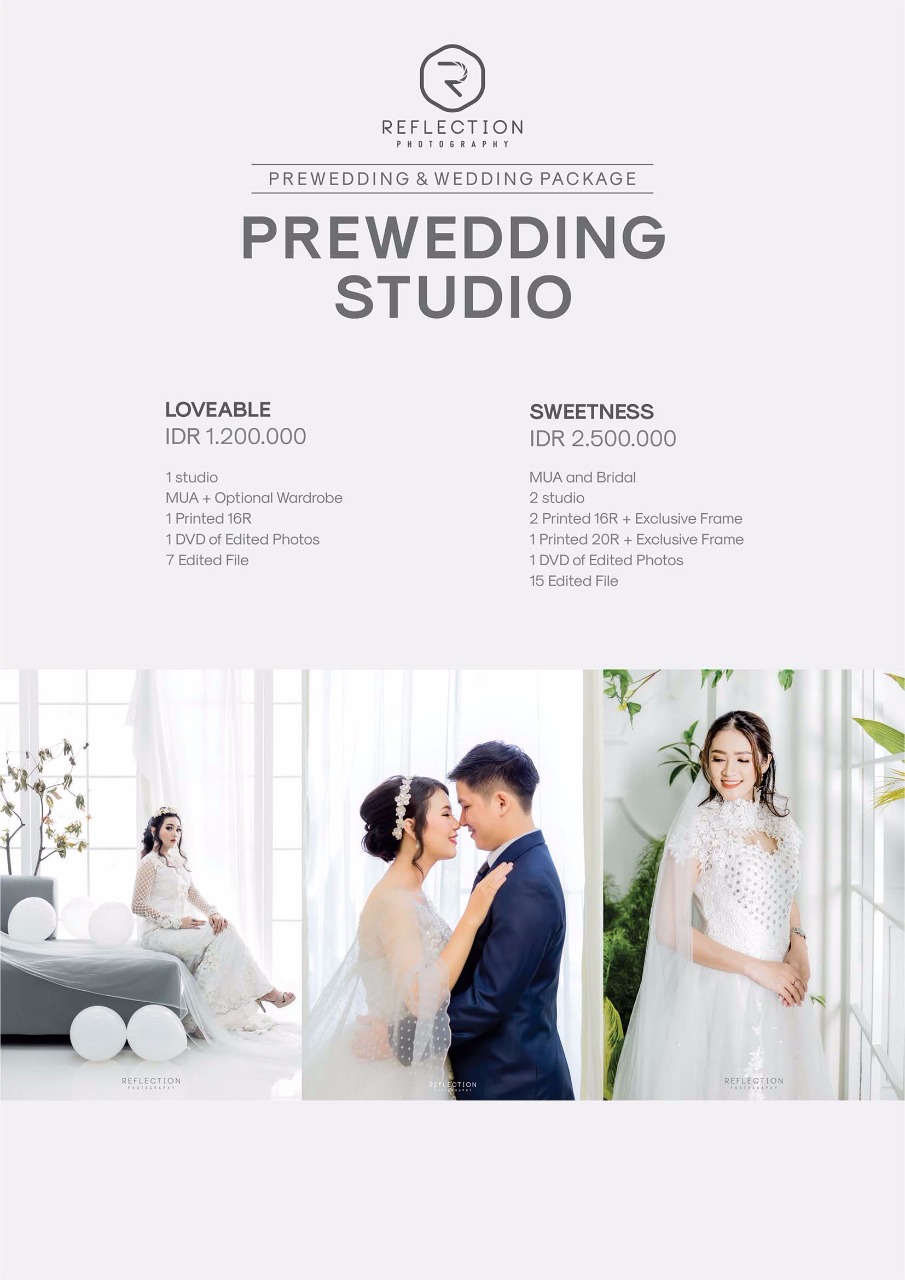 REFLECTION
PHOTOGRAPHY
PREWEDDING & WEDDING PACKAGE
PREWEDDING
STUDIO
LOVEABLE
IDR 1.200.000
1 studio
MUA + Optional Wardrobe
1 Printed 16R
1 DVD of Edited Photos
7 Edited File
SWEETNESS
IDR 2.500.000
MUA and Bridal
2 studio
2 Printed 16R + Exclusive Frame
1 Printed 20R + Exclusive Frame
1 DVD of Edited Photos
15 Edited File
REFLECTION
PHOTOGRAPHY
REFLECTION
PHOTOGRAPHY
REFLECTION
PHOTOGRAPHY